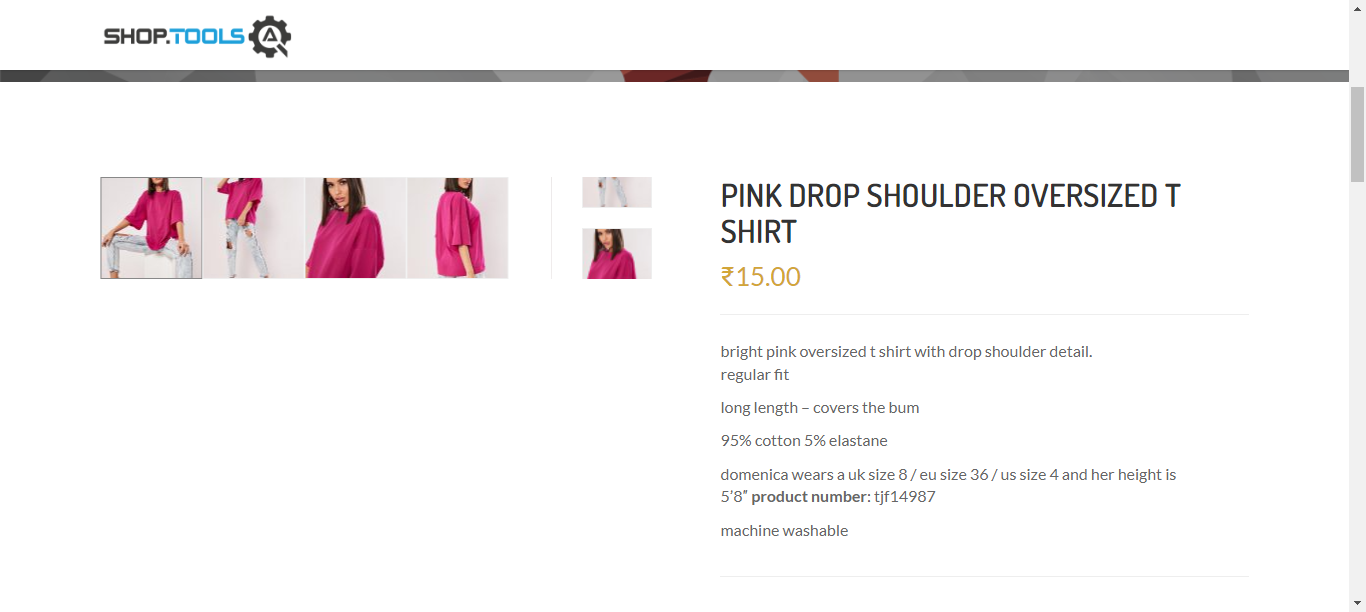 SHOP.TOOLS
PINK DROP SHOULDER OVERSIZED T
SHIRT
₹15.00
bright pink oversized t shirt with drop shoulder detail.
regular fit
long length – covers the bum
95% cotton 5% elastane
domenica wears a uk size 8 / eu size 36 / us size 4 and her height is
5’8″ product number: tjf14987
machine washable